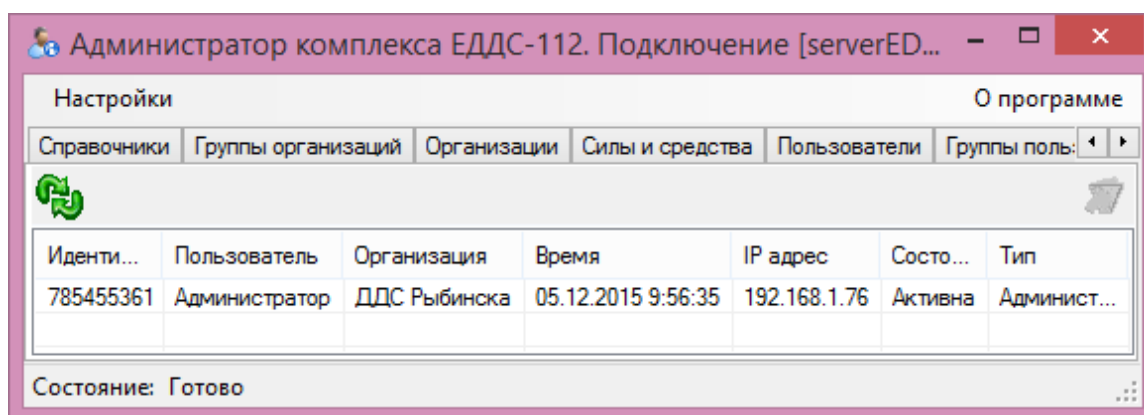 Администратор комплекса ЕДДС-112. Подключение [serverED...
Настройки О программе
Справочники Группы организаций Организации Силы и средства Пользователи Группы поль
Иденти... Пользователь Организация Время IP адрес Состо... Тип
785455361 Администратор ДДС Рыбинска 05.12.2015 9:56:35 192.168.1.76 Активна Админист...
Состояние: Готово